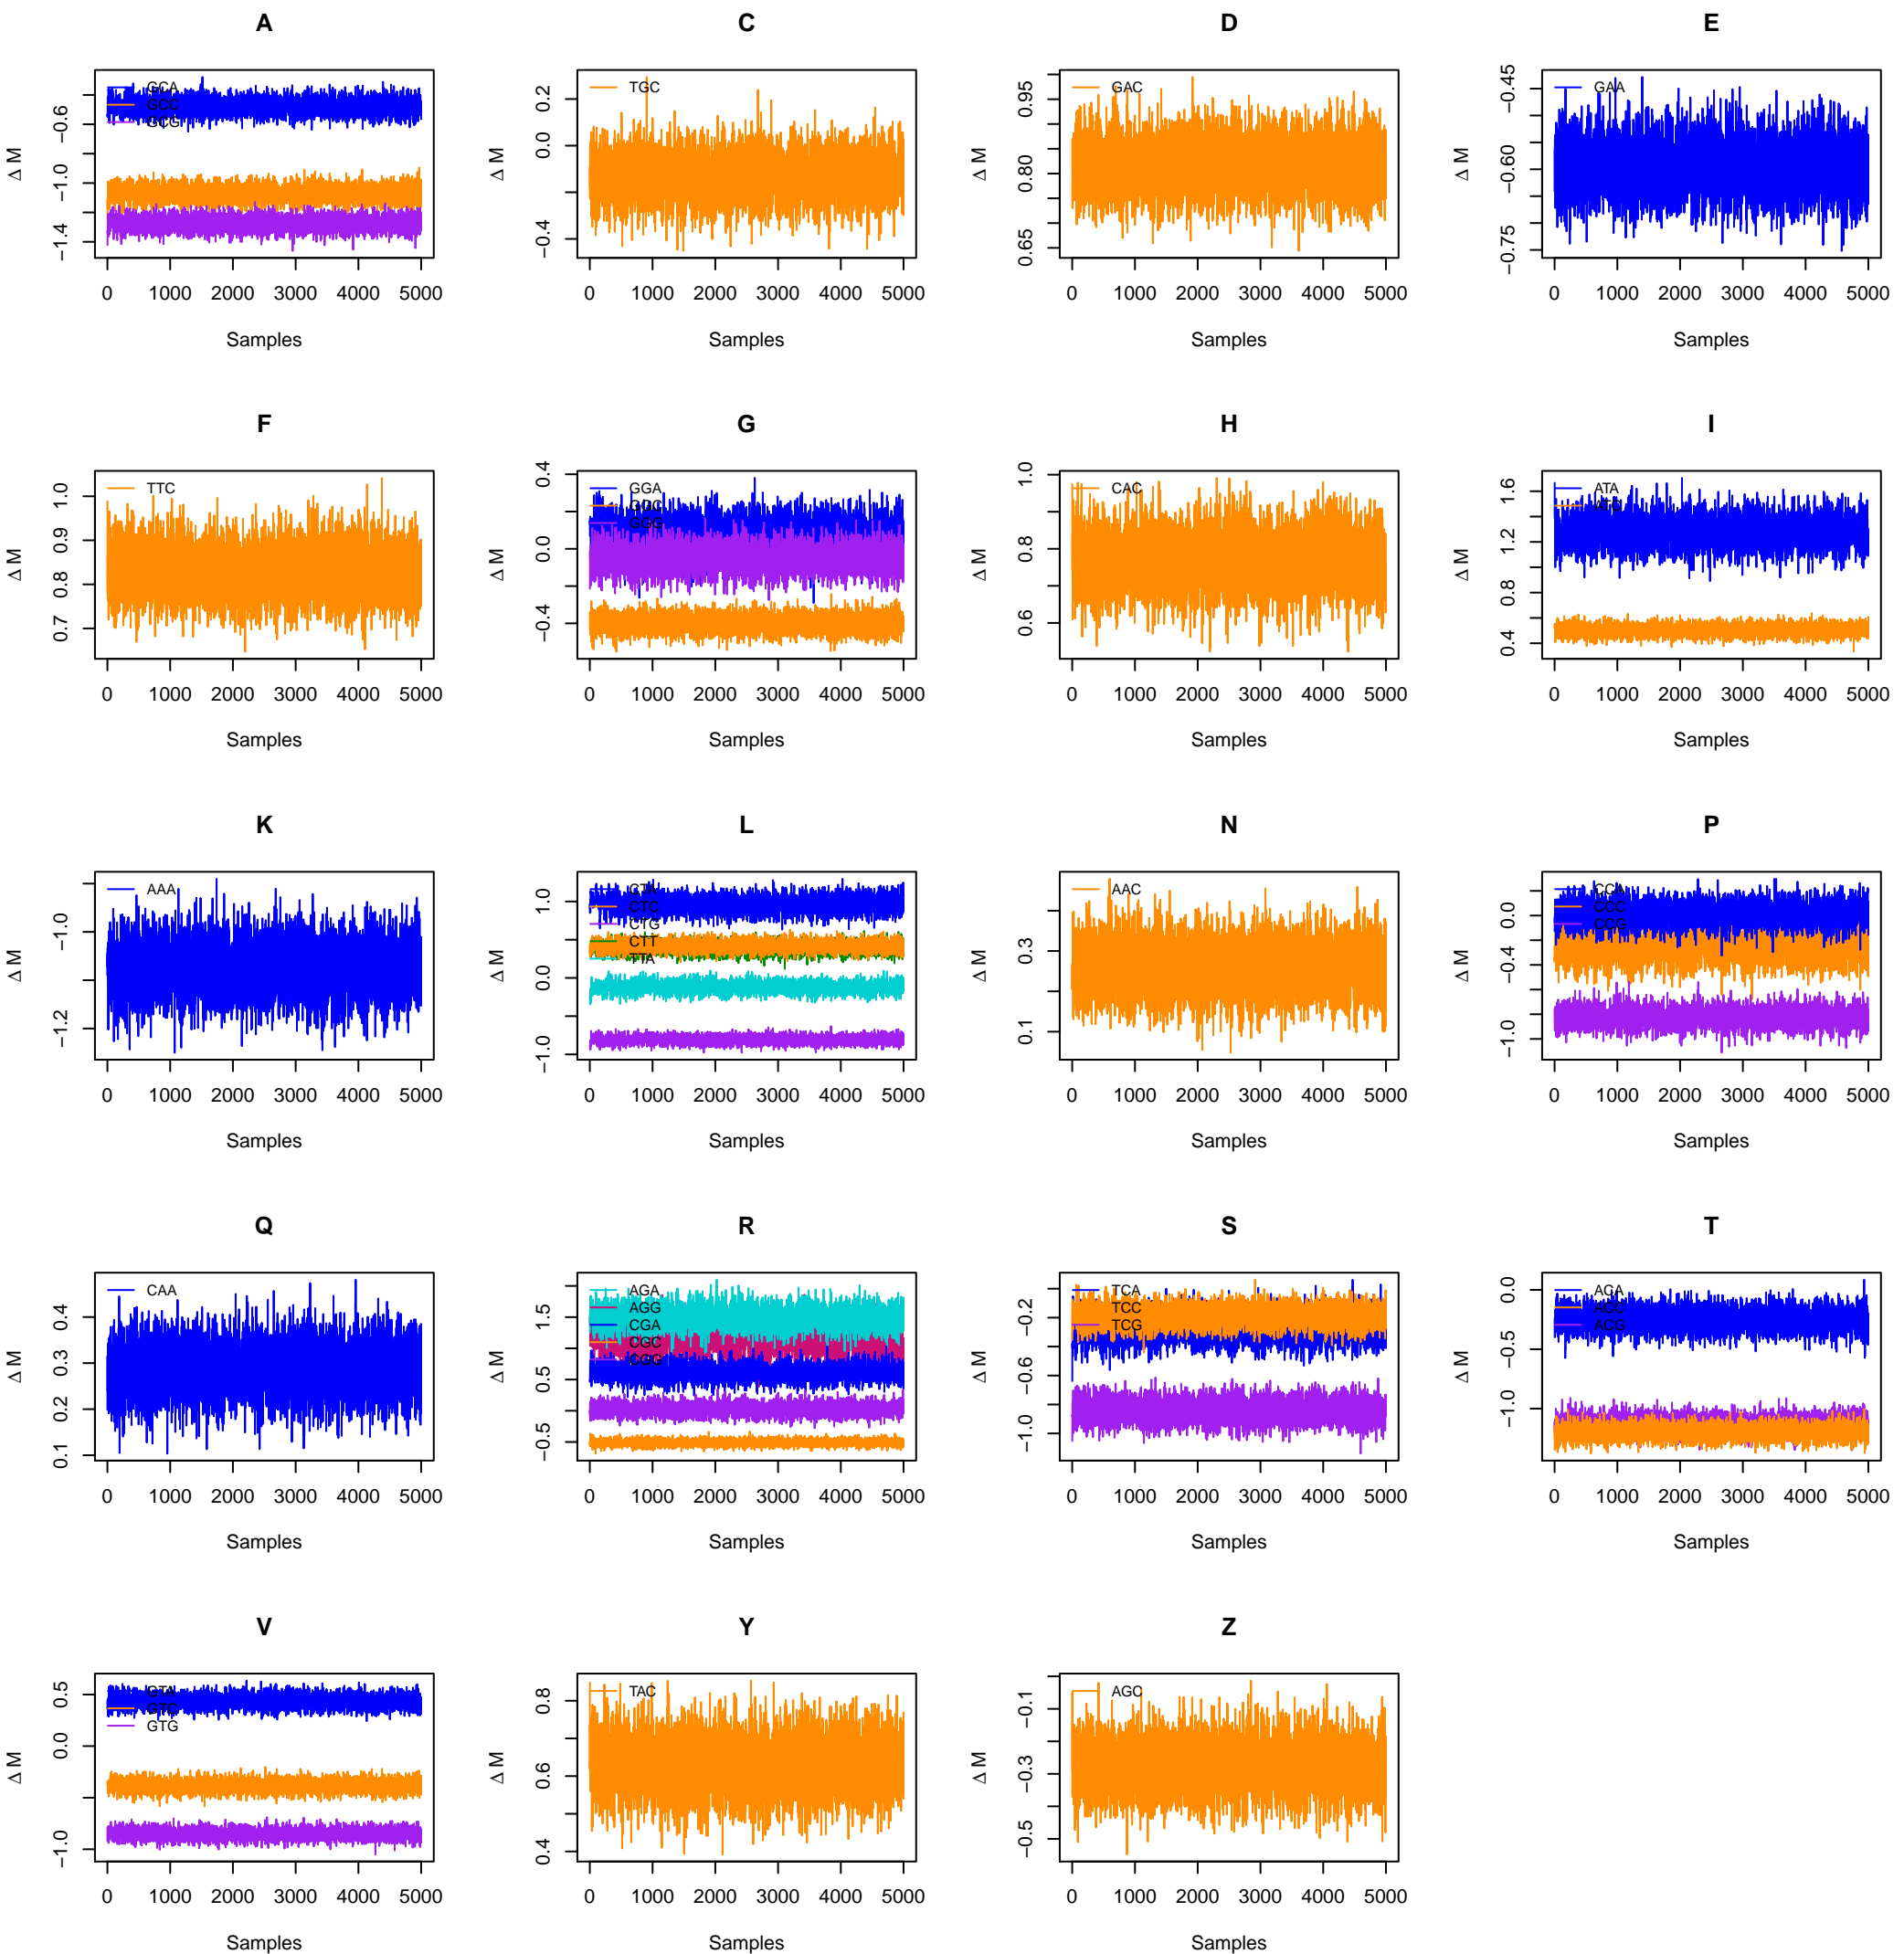 A
GCA
GCC
GCG
Δ M
−0.6
−1.0
−1.4
0 1000 2000 3000 4000 5000
Samples
C
TGC
Δ M
0.2
0.0
−0.4
0 1000 2000 3000 4000 5000
Samples
D
GAC
Δ M
0.95
0.80
0.65
0 1000 2000 3000 4000 5000
Samples
E
GAA
Δ M
−0.45
−0.60
−0.75
0 1000 2000 3000 4000 5000
Samples
F
TTC
Δ M
1.0
0.9
0.8
0.7
0 1000 2000 3000 4000 5000
Samples
G
GGA
GGC
GGG
Δ M
0.4
0.0
−0.4
0 1000 2000 3000 4000 5000
Samples
H
CAC
Δ M
1.0
0.8
0.6
0 1000 2000 3000 4000 5000
Samples
I
ATA
ATC
Δ M
1.6
1.2
0.8
0.4
0 1000 2000 3000 4000 5000
Samples
K
AAA
Δ M
−1.0
−1.2
0 1000 2000 3000 4000 5000
Samples
L
CTA
CTC
CTG
CTT
TTA
Δ M
1.0
0.0
−1.0
0 1000 2000 3000 4000 5000
Samples
N
AAC
Δ M
0.3
0.1
0 1000 2000 3000 4000 5000
Samples
P
CCA
CCC
CCG
Δ M
0.0
−0.4
−1.0
0 1000 2000 3000 4000 5000
Samples
Q
CAA
Δ M
0.4
0.3
0.2
0.1
0 1000 2000 3000 4000 5000
Samples
R
AGA
AGG
CGA
CGC
CGG
Δ M
1.5
0.5
−0.5
0 1000 2000 3000 4000 5000
Samples
S
TCA
TCC
TCG
Δ M
−0.2
−0.6
−1.0
0 1000 2000 3000 4000 5000
Samples
T
ACA
ACC
ACG
Δ M
0.0
−0.5
−1.0
0 1000 2000 3000 4000 5000
Samples
V
GTA
GTC
GTG
Δ M
0.5
0.0
−1.0
0 1000 2000 3000 4000 5000
Samples
Y
TAC
Δ M
0.8
0.6
0.4
0 1000 2000 3000 4000 5000
Samples
Z
AGC
Δ M
−0.1
−0.3
−0.5
0 1000 2000 3000 4000 5000
Samples